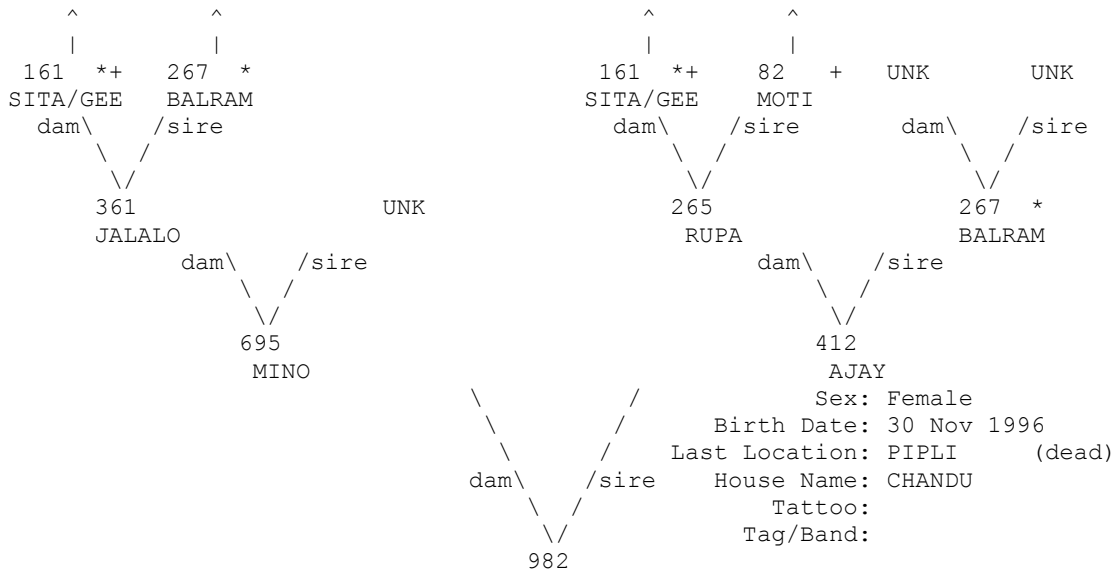 ^ ^ ^ ^
| | | |
161 *+ 267 * 161 *+ 82 + UNK UNK
SITA/GEE BALRAM SITA/GEE MOTI
dam\ /sire dam\ /sire dam\ /sire
\ / \ / \ /
\/ \/ \/
361 UNK 265 267 *
JALALO RUPA BALRAM
dam\ /sire dam\ /sire
\ / \ /
\/ \/
695 412
MINO AJAY
\ / Sex: Female
\ / Birth Date: 30 Nov 1996
\ / Last Location: PIPLI (dead)
dam\ /sire House Name: CHANDU
\ / Tattoo:
\/ Tag/Band:
982